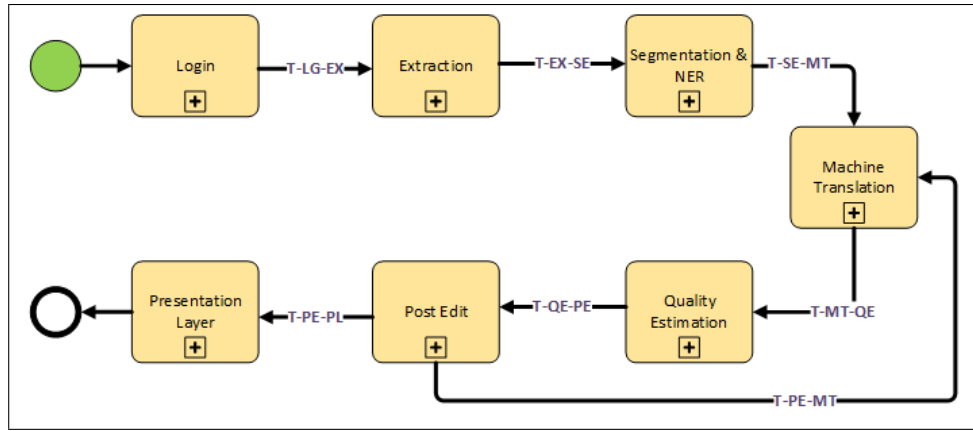 Login
T-LG-EX
Extraction
T-EX-SE
Segmentation &
NER
T-SE-MT
Machine
Translation
Presentation
Layer
T-PE-PL
Post Edit
T-QE-PE
Quality
Estimation
T-MT-QE
T-PE-MT